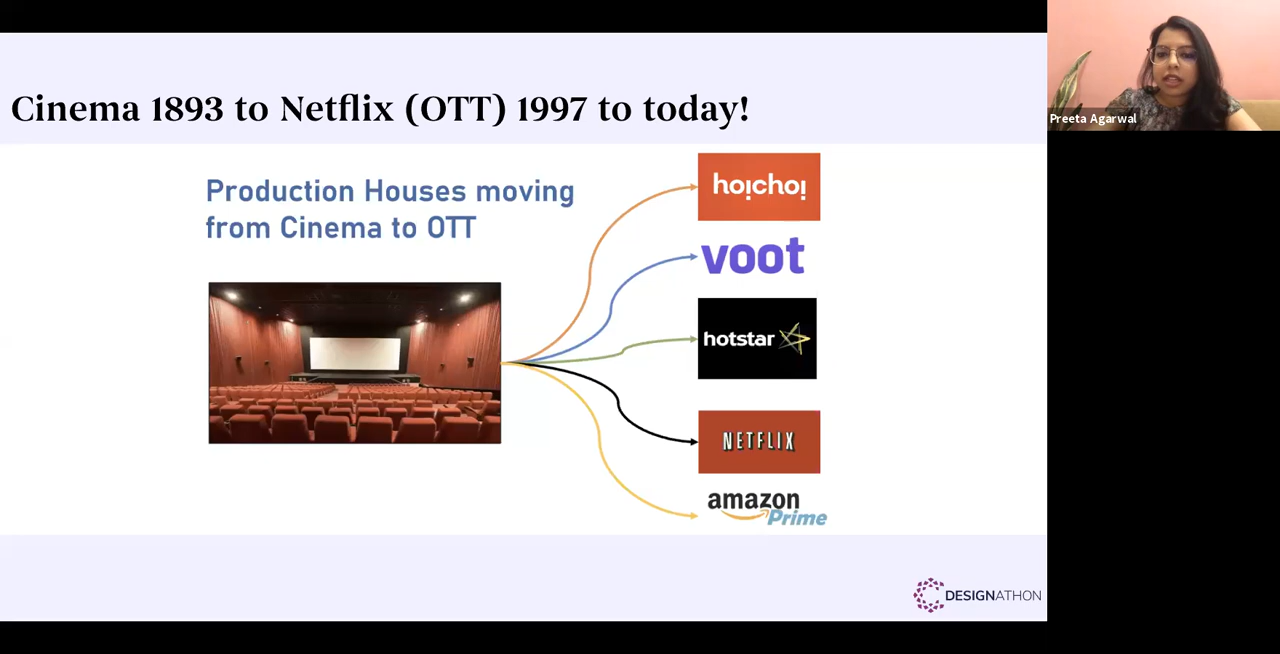 Cinema 1893 to Netflix (OTT) 1997 to today!
Production Houses moving
from Cinema to OTT
hoichoi
voot
hotstar
NETFLIX
amazon
Prime
DESIGNATHON
Preeta Agarwal